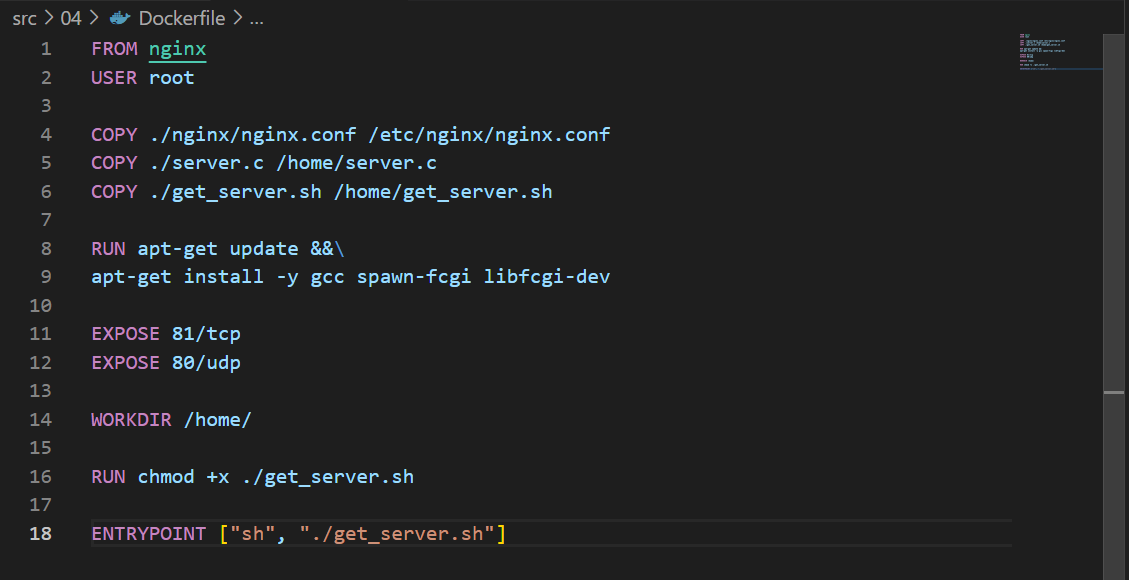 src > 04 > Dockerfile > ...
1 FROM nginx
2 USER root
3
4 COPY ./nginx/nginx.conf /etc/nginx/nginx.conf
5 COPY ./server.c /home/server.c
6 COPY ./get_server.sh /home/get_server.sh
7
8 RUN apt-get update &&\
9 apt-get install -y gcc spawn-fcgi libfcgi-dev
10
11 EXPOSE 81/tcp
12 EXPOSE 80/udp
13
14 WORKDIR /home/
15
16 RUN chmod +x ./get_server.sh
17
18 ENTRYPOINT ["sh", "./get_server.sh"]